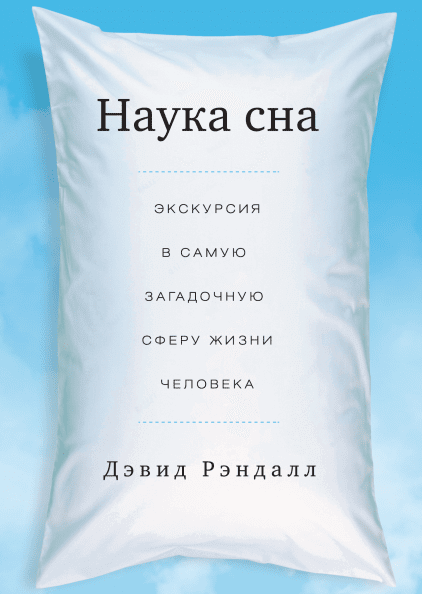 Наука сна
ЭКСКУРСИЯ
В САМУЮ
ЗАГАДОЧНУЮ
СФЕРУ ЖИЗНИ
ЧЕЛОВЕКА
Дэвид Рэндалл